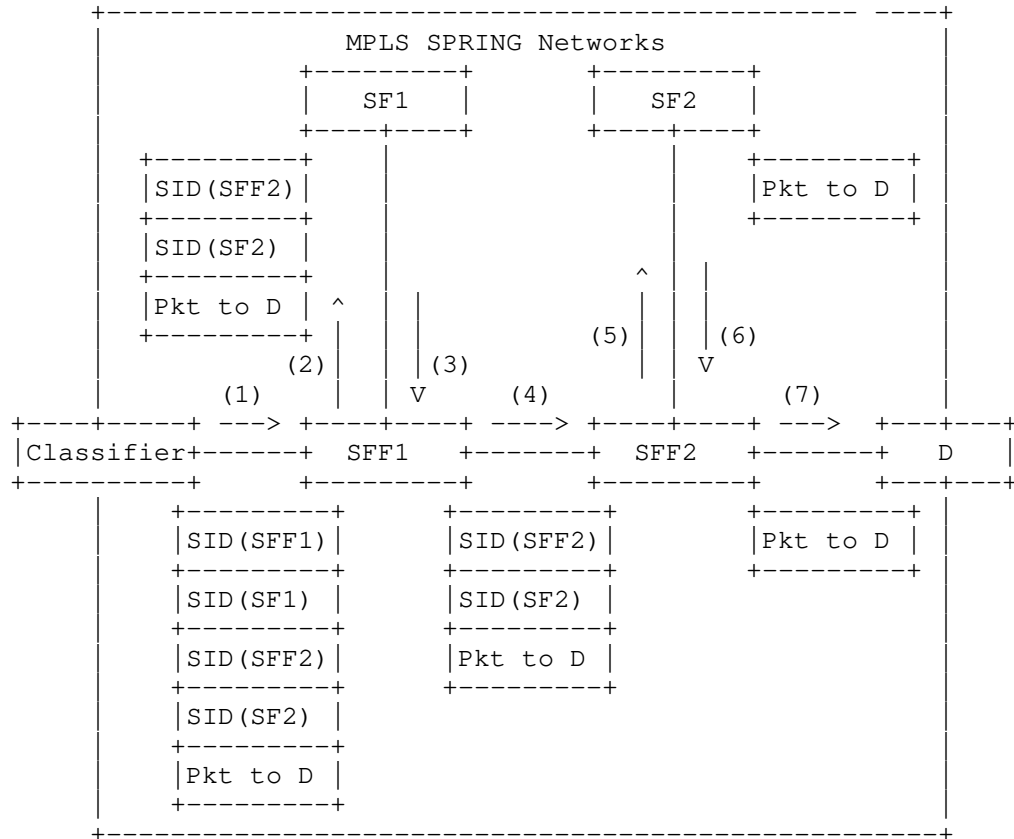 MPLS SPRING Networks
SF1 SF2
SID(SFF2) Pkt to D
SID(SF2)
Pkt to D
(5) (6)
(2) (3)
(1) (4) (7)
Classifier SFF1 SFF2 D
SID(SFF1) SID(SFF2) Pkt to D
SID(SF1) SID(SF2)
SID(SFF2) Pkt to D
SID(SF2)
Pkt to D